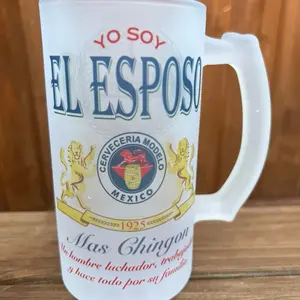 YO SOY
EL ESPOSO
CERVECERIA MODELO
MEXICO
1925
Mas Chingon
Un hombre luchador, trabajador
y hace todo por su familia